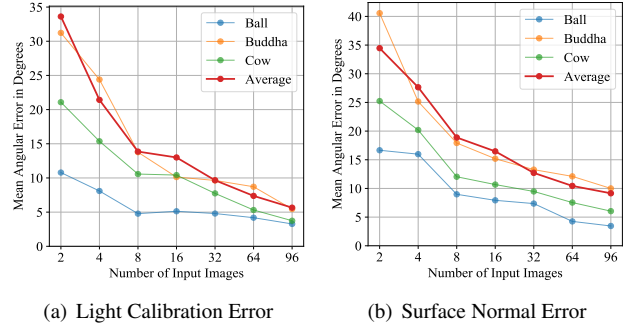 Mean Angular Error in Degrees
35
30
25
20
15
10
5
0
Ball
Buddha
Cow
Average
2 4 8 16 32 64 96
Number of Input Images
(a) Light Calibration Error
Mean Angular Error in Degrees
40
35
30
25
20
15
10
5
0
Ball
Buddha
Cow
Average
2 4 8 16 32 64 96
Number of Input Images
(b) Surface Normal Error